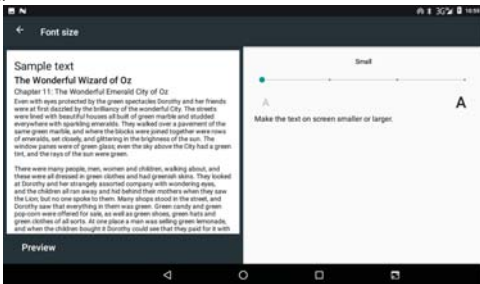 3G 10:59
Font size
Sample text
The Wonderful Wizard of Oz
Chapter 11: The Wonderful Emerald City of Oz
Even with eyes protected by the green spectacles Dorothy and her friends
were at first dazzled by the brilliancy of the wonderful City. The streets
were lined with beautiful houses all built of green marble and studded
everywhere with sparkling emeralds. They walked over a pavement of the
same green marble, and where the blocks were joined together were rows
of emeralds, set closely, and glittering in the brightness of the sun. The
window panes were of green glass; even the sky above the City had a green
tint, and the rays of the sun were green.
There were many people, men, women and children, walking about, and
these were all dressed in green clothes and had greenish skins. They looked
at Dorothy and her strangely assorted company with wondering eyes,
and the children all ran away and hid behind their mothers when they saw
the Lion; but no one spoke to them. Many shops stood in the street, and
Dorothy saw that everything in them was green. Green candy and green
pop-corn were offered for sale, as well as green shoes, green hats and
green clothes of all sorts. At one place a man was selling green lemonade,
and when the children bought it Dorothy could see that they paid for it with
Preview
Small
A A
Make the text on screen smaller or larger.